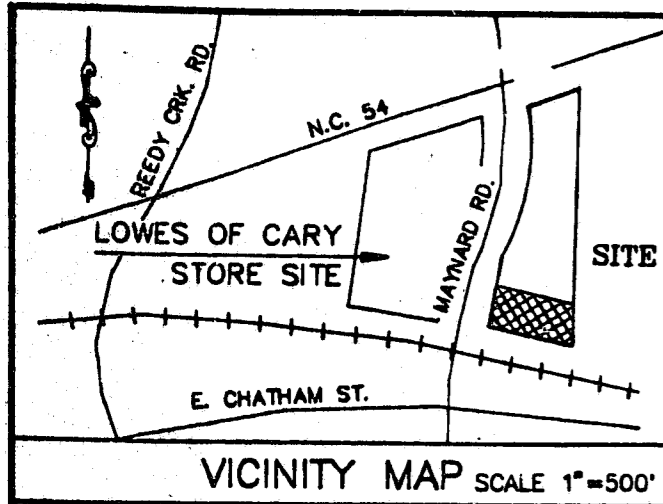 REEDY CRK. RD.
N.C. 54
LOWES OF CARY
STORE SITE
MAYNARD RD.
SITE
E. CHATHAM ST.
VICINITY MAP SCALE 1"=500'